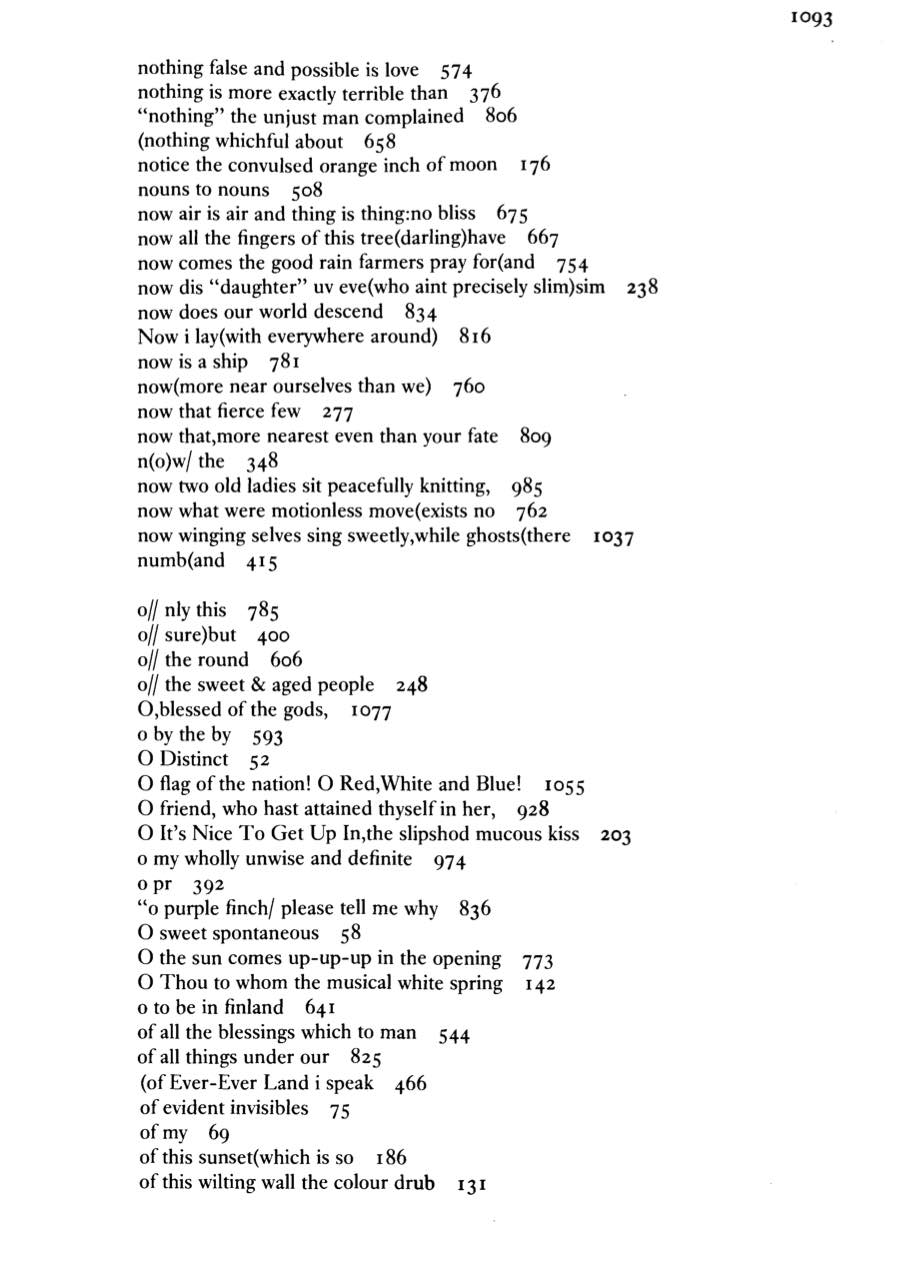 1093
nothing false and possible is love 574
nothing is more exactly terrible than 376
“nothing” the unjust man complained 806
(nothing whichful about 658
notice the convulsed orange inch of moon 176
nouns to nouns 508
now air is air and thing is thing:no bliss 675
now all the fingers of this tree(darling)have 667
now comes the good rain farmers pray for(and 754
now dis “daughter” uv eve(who aint precisely slim)sim 238
now does our world descend 834
Now i lay(with everywhere around) 816
now is a ship 781
now(more near ourselves than we) 760
now that fierce few 277
now that,more nearest even than your fate 809
n(o)w/ the 348
now two old ladies sit peacefully knitting, 985
now what were motionless move(exists no 762
now winging selves sing sweetly,while ghosts(there 1037
numb(and 415
o// nly this 785
o// sure)but 400
o// the round 606
o// the sweet & aged people 248
O,blessed of the gods, 1077
o by the by 593
O Distinct 52
O flag of the nation! O Red,White and Blue! 1055
O friend, who hast attained thyself in her, 928
O It’s Nice To Get Up In,the slipshod mucous kiss 203
o my wholly unwise and definite 974
o pr 392
“o purple finch/ please tell me why 836
O sweet spontaneous 58
O the sun comes up-up-up in the opening 773
O Thou to whom the musical white spring 142
o to be in finland 641
of all the blessings which to man 544
of all things under our 825
(of Ever-Ever Land i speak 466
of evident invisibles 75
of my 69
of this sunset(which is so 186
of this wilting wall the colour drub 131